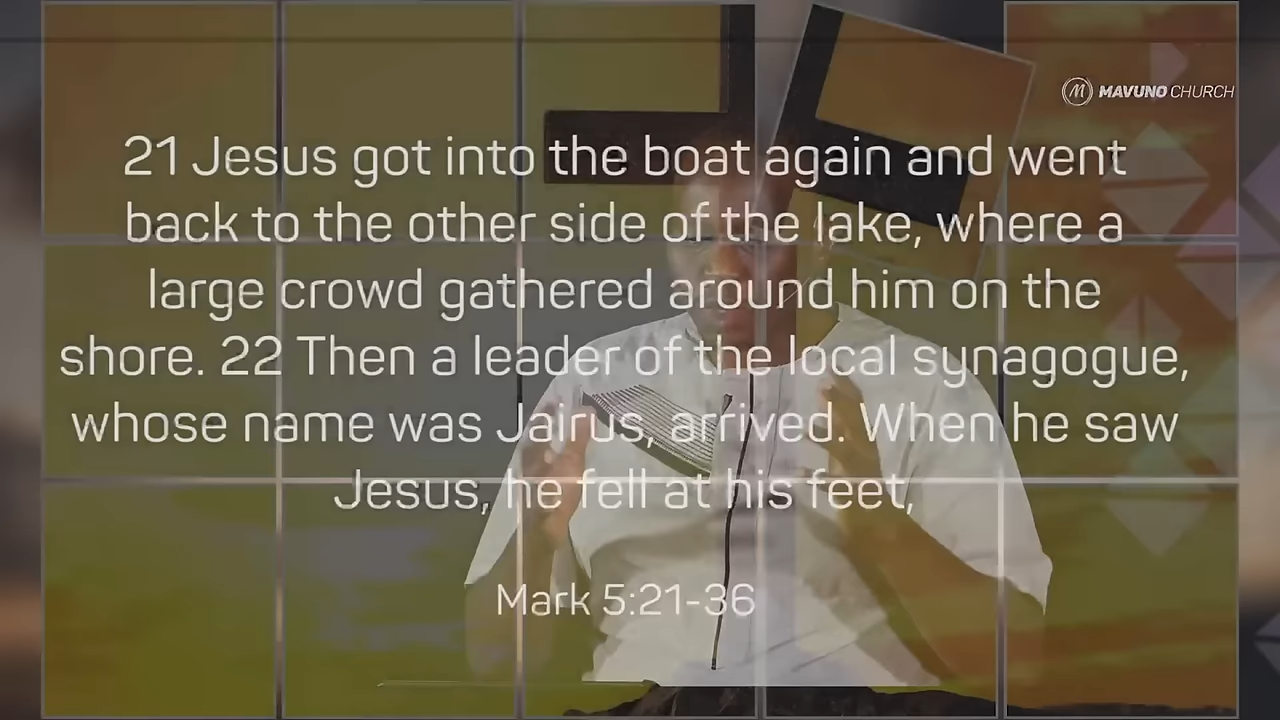 MAVUNO CHURCH
21 Jesus got into the boat again and went
back to the other side of the lake, where a
large crowd gathered around him on the
shore. 22 Then a leader of the local synagogue,
whose name was Jairus, arrived. When he saw
Jesus, he fell at his feet,
Mark 5:21-36